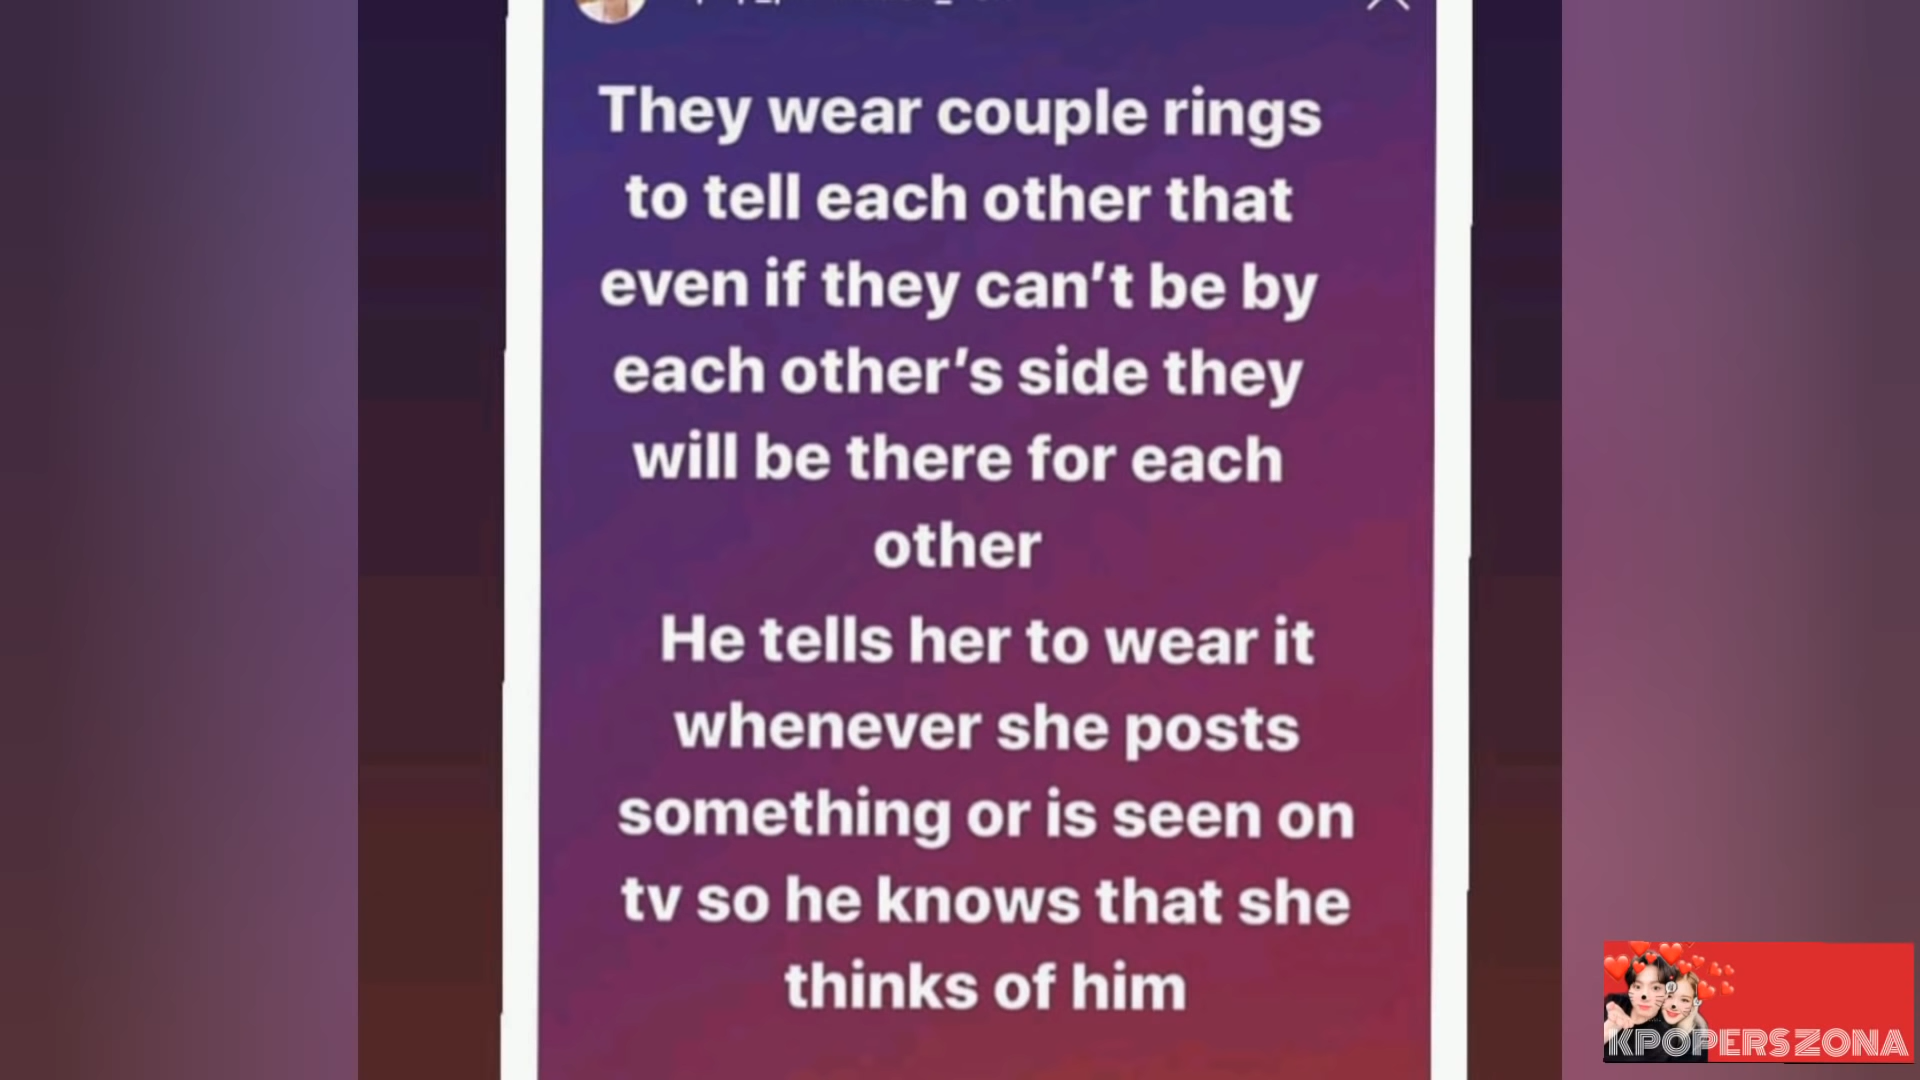 They wear couple rings
to tell each other that
even if they can’t be by
each other’s side they
will be there for each
other
He tells her to wear it
whenever she posts
something or is seen on
tv so he knows that she
thinks of him
KPOPERS ZONA